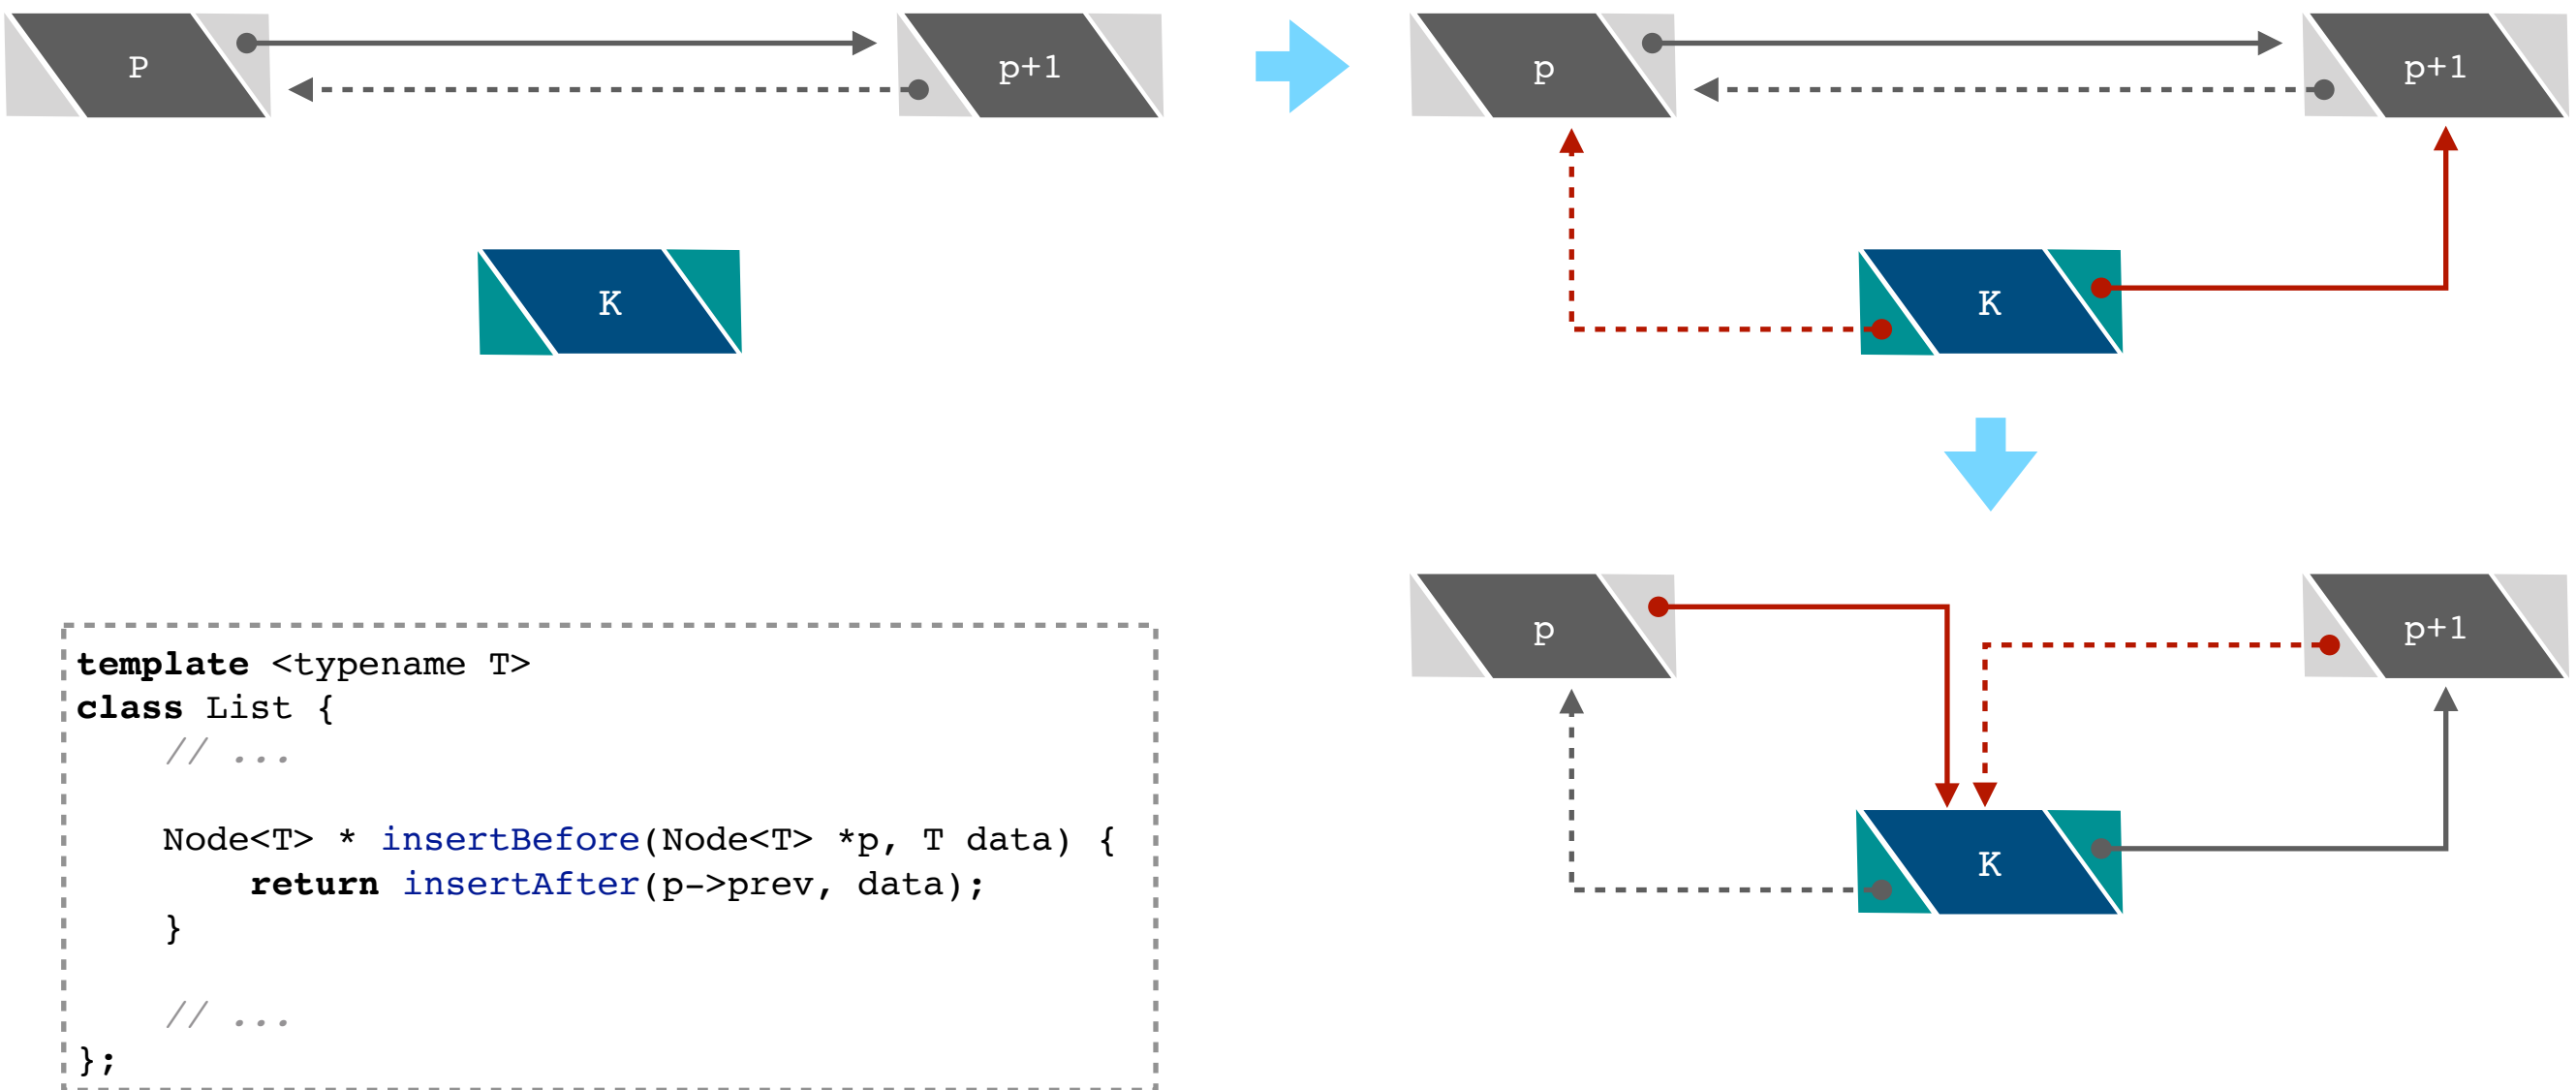 P
p+1
p
p+1
K
K
p
p+1
K
template <typename T>
class List {
    // ...
    Node<T> * insertBefore(Node<T> *p, T data) {
        return insertAfter(p->prev, data);
    }
    // ...
};